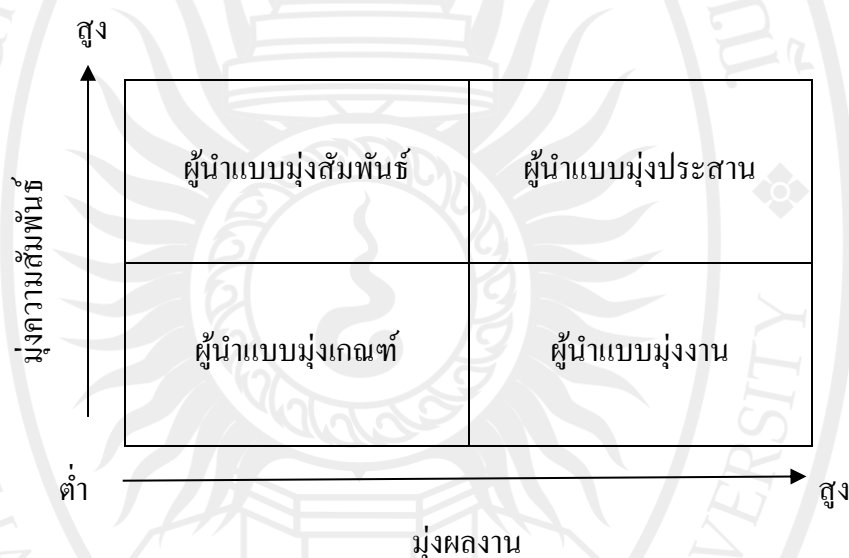 สูง
ผู้นำแบบมุ่งสัมพันธ์ ผู้นำแบบมุ่งประสาน
มุ่งความสัมพันธ์
ผู้นำแบบมุ่งเกณฑ์ ผู้นำแบบมุ่งงาน
ต่ำ สูง
มุ่งผลงาน